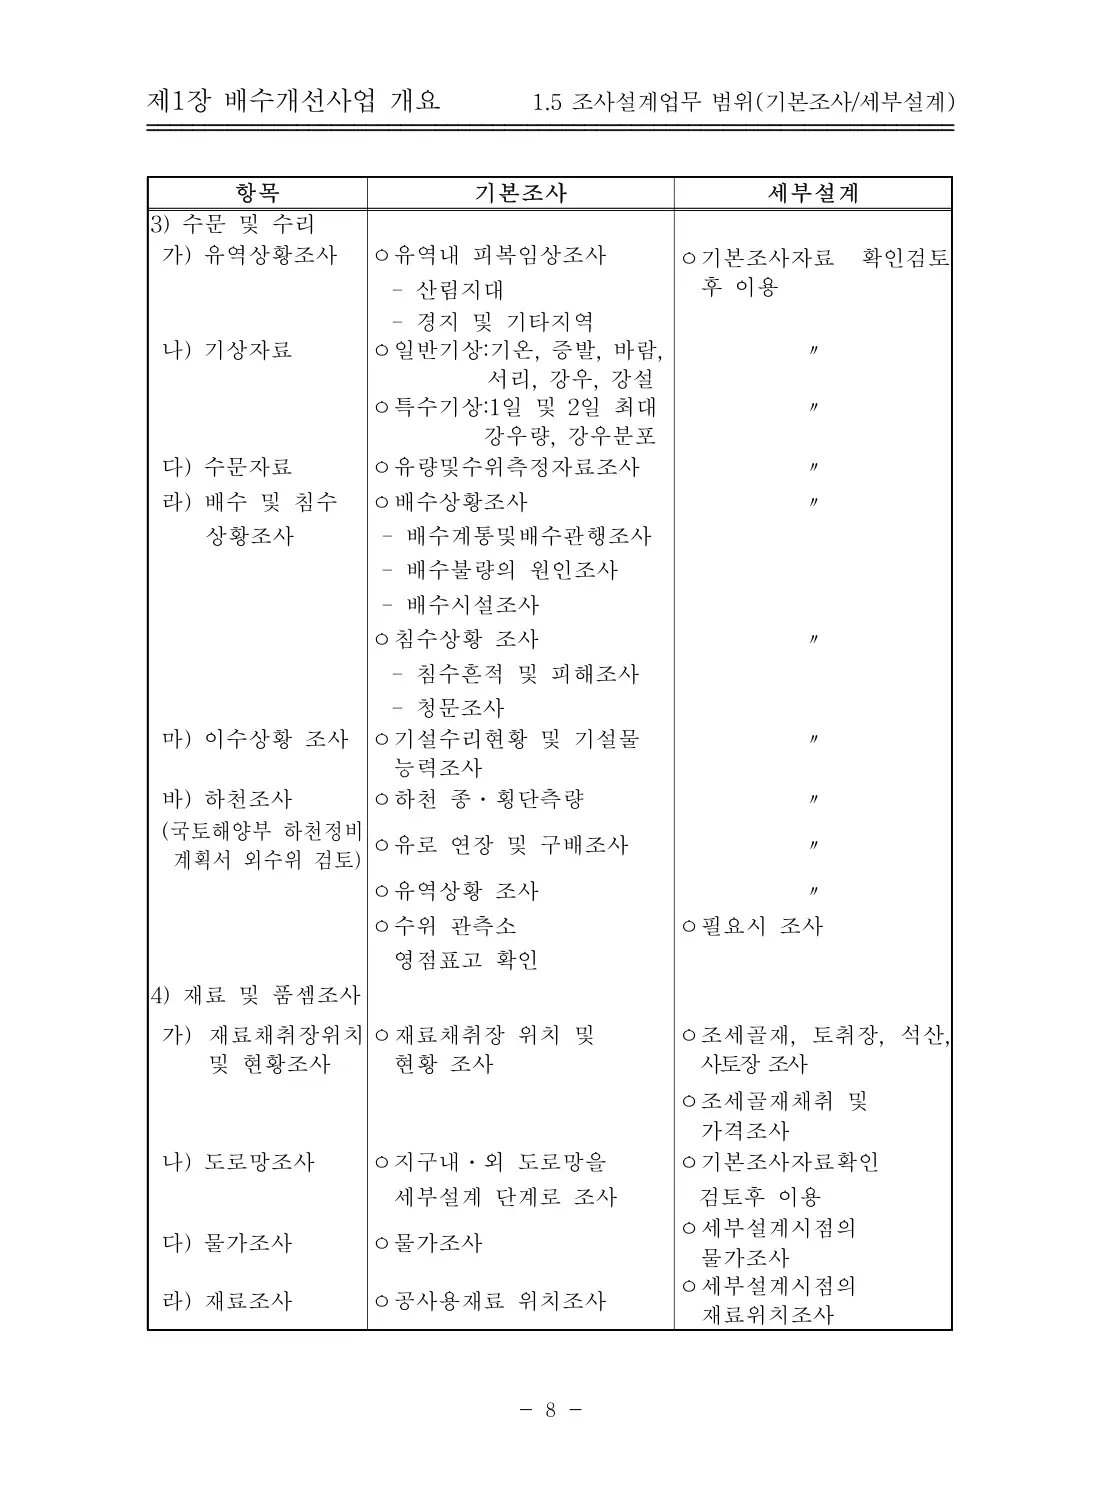 제1장 배수개선사업 개요 1.5 조사설계업무 범위(기본조사/세부설계)
항목 기본조사 세부설계
3) 수문 및 수리
가) 유역상황조사 ㅇ유역내 피복임상조사 ㅇ기본조사자료 확인검토
- 산림지대 후 이용
- 경지 및 기타지역
나) 기상자료 ㅇ일반기상:기온, 증발, 바람, 〃
서리, 강우, 강설
ㅇ특수기상:1일 및 2일 최대 〃
강우량, 강우분포
다) 수문자료 ㅇ유량및수위측정자료조사 〃
라) 배수 및 침수 ㅇ배수상황조사 〃
상황조사 - 배수계통및배수관행조사
- 배수불량의 원인조사
- 배수시설조사
ㅇ침수상황 조사 〃
- 침수흔적 및 피해조사
- 청문조사
마) 이수상황 조사 ㅇ기설수리현황 및 기설물 〃
능력조사
바) 하천조사 ㅇ하천 종·횡단측량 〃
(국토해양부 하천정비
계획서 외수위 검토) ㅇ유로 연장 및 구배조사 〃
ㅇ유역상황 조사 〃
ㅇ수위 관측소 ㅇ필요시 조사
영점표고 확인
4) 재료 및 품셈조사
가) 재료채취장위치 ㅇ재료채취장 위치 및 ㅇ조세골재, 토취장, 석산,
및 현황조사 현황 조사 사토장 조사
ㅇ조세골재채취 및
가격조사
나) 도로망조사 ㅇ지구내·외 도로망을 ㅇ기본조사자료확인
세부설계 단계로 조사 검토후 이용
다) 물가조사 ㅇ물가조사 ㅇ세부설계시점의
물가조사
라) 재료조사 ㅇ공사용재료 위치조사 ㅇ세부설계시점의
재료위치조사
- 8 -